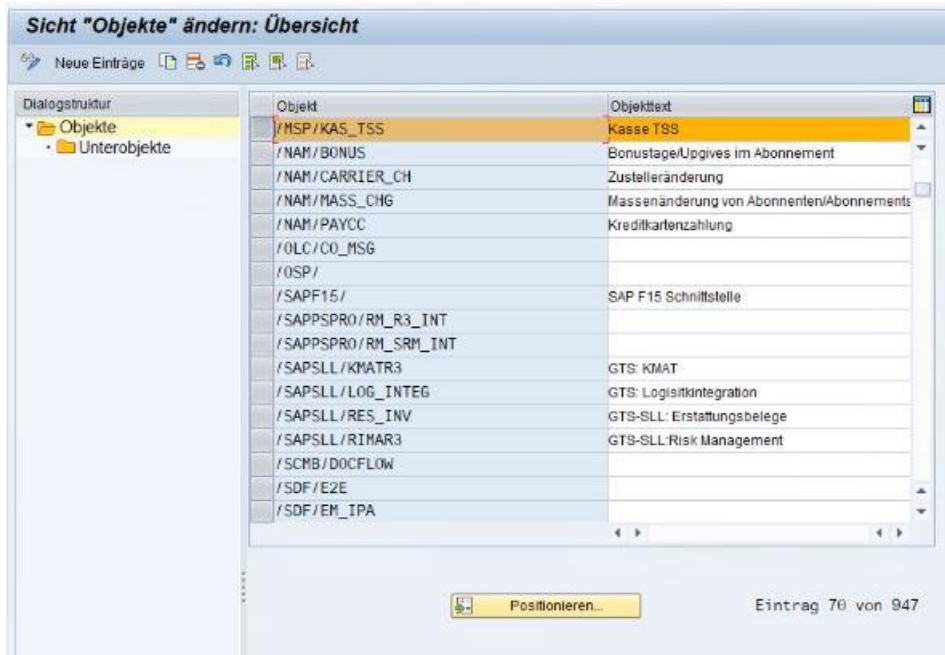 Sicht "Objekte" ändern: Übersicht
Neue Einträge
Dialogstruktur
Objekte
Unterobjekte
Objekt Objekttext
/MSP/KAS_TSS Kasse TSS
/NAM/BONUS Bonustage/Upgives im Abonnement
/NAM/CARRIER_CH Zustelleränderung
/NAM/MASS_CHG Massenänderung von Abonnenten/Abonnements
/NAM/PAYCC Kreditkartenzahlung
/OLC/CO_MSG
/OSP/
/SAPF15/ SAP F15 Schnittstelle
/SAPPSPRO/RM_R3_INT
/SAPPSPRO/RM_SRM_INT
/SAPSLL/KMATR3 GTS: KMAT
/SAPSLL/LOG_INTEG GTS: Logisitkintegration
/SAPSLL/RES_INV GTS-SLL: Erstattungsbelege
/SAPSLL/RIMAR3 GTS-SLL:Risk Management
/SCMB/DOCFLOW
/SDF/E2E
/SDF/EM_IPA
Positionieren... Eintrag 70 von 947